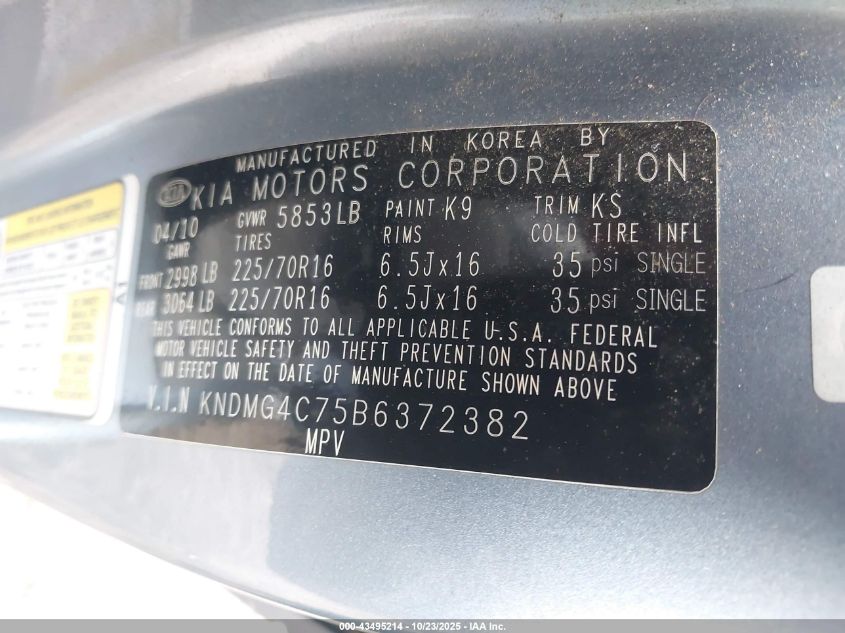 MANUFACTURED IN KOREA BY
KIA KIA MOTORS CORPORATION
04/10 GVWR 5853LB PAINT K9 TRIM KS
GAWR TIRES RIMS COLD TIRE INFL
FRONT 2998 LB 225/70R16 6.5Jx16 35 psi SINGLE
REAR 3064 LB 225/70R16 6.5Jx16 35 psi SINGLE
THIS VEHICLE CONFORMS TO ALL APPLICABLE U.S.A. FEDERAL
MOTOR VEHICLE SAFETY AND THEFT PREVENTION STANDARDS
IN EFFECT ON THE DATE OF MANUFACTURE SHOWN ABOVE
V.I.N KNDMG4C75B6372382
MPV
000-43495214 - 10/23/2025 - IAA Inc.